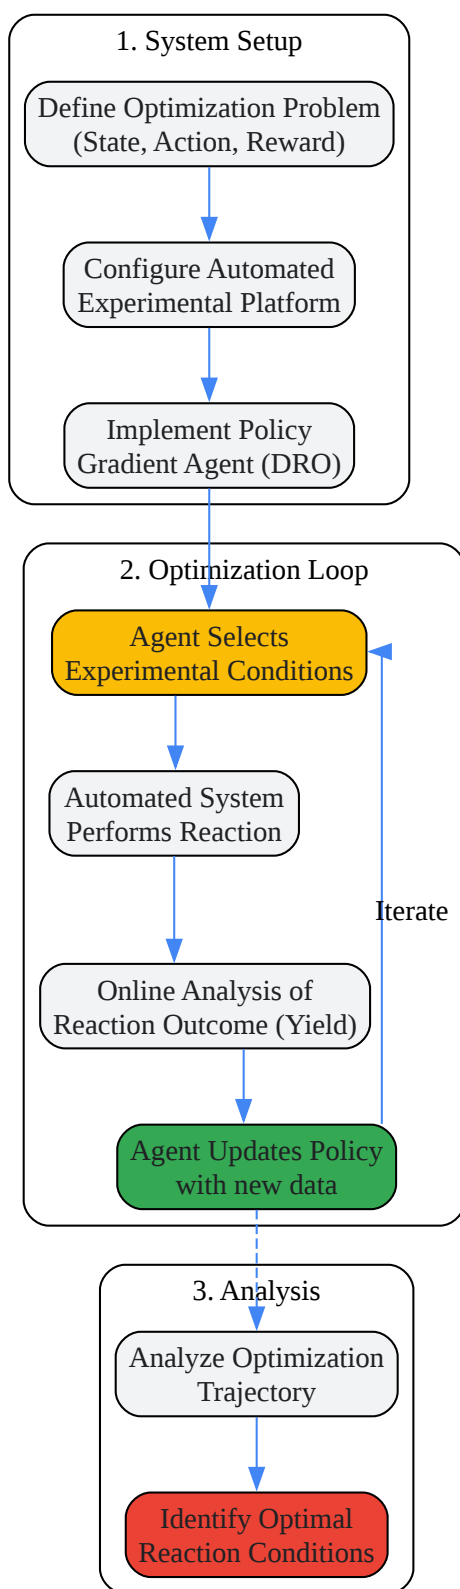 1. System Setup
Define Optimization Problem
(State, Action, Reward)
Configure Automated
Experimental Platform
Implement Policy
Gradient Agent (DRO)
2. Optimization Loop
Agent Selects
Experimental Conditions
Automated System
Performs Reaction
Iterate
Online Analysis of
Reaction Outcome (Yield)
Agent Updates Policy
with new data
3. Analysis
Analyze Optimization
Trajectory
Identify Optimal
Reaction Conditions